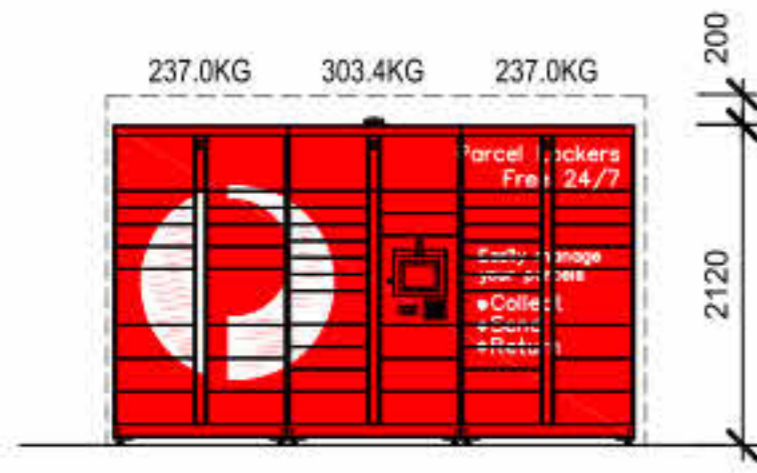 237.0KG 303.4KG 237.0KG
200
Parcel Lockers
Free 24/7
Easily manage
your parcels
Collect
Send
Return
2120